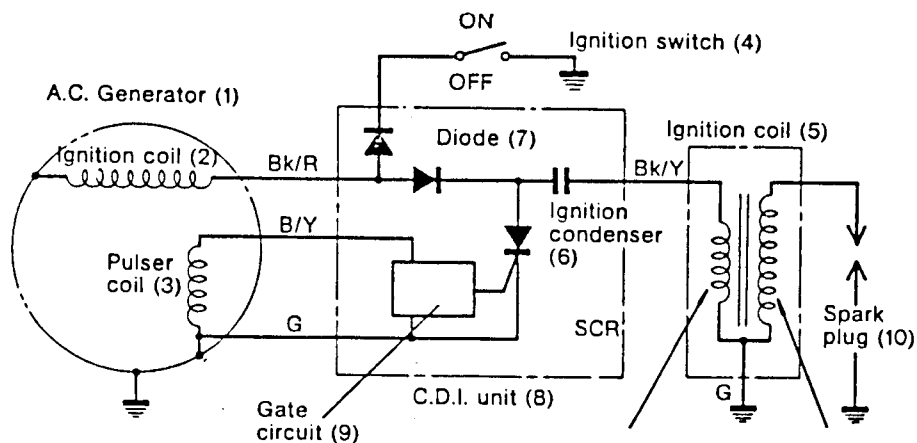 ON
Ignition switch (4)
OFF
A.C. Generator (1)
Diode (7)
Ignition coil (5)
Ignition coil (2)
Bk/R
Bk/Y
B/Y
Ignition
condenser
(6)
Pulser
coil (3)
G
SCR
Spark
plug (10)
G
C.D.I. unit (8)
Gate
circuit (9)